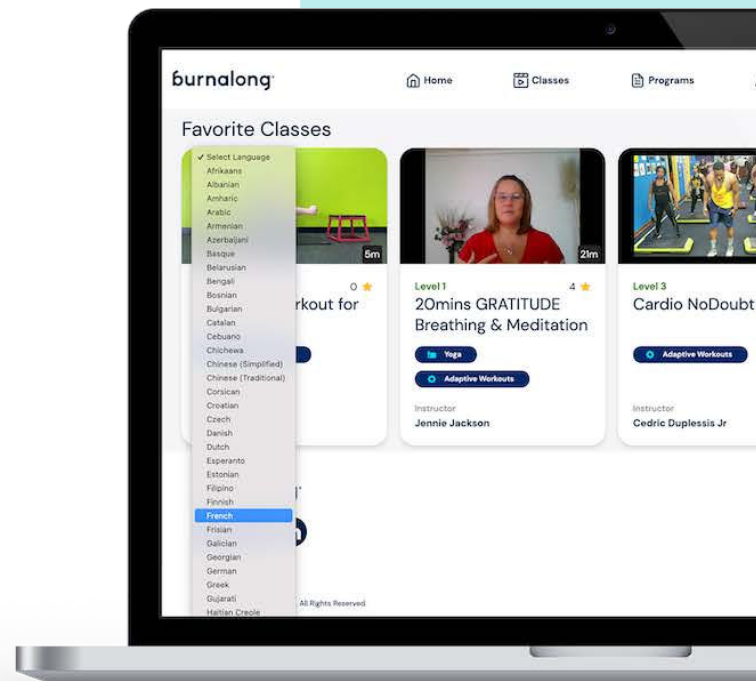 burnalong
Home
Classes
Programs
Favorite Classes
✓ Select Language
Afrikaans
Albanian
Amharic
Arabic
Armenian
Azerbaijani
Basque
Belarusian
Bengali
Bosnian
Bulgarian
Catalan
Cebuano
Chichewa
Chinese (Simplified)
Chinese (Traditional)
Corsican
Croatian
Czech
Danish
Dutch
Esperanto
Estonian
Filipino
Finnish
French
Frisian
Galician
Georgian
German
Greek
Gujarati
Haitian Creole
5m
0
rkout for
21m
Level 1
4
20mins GRATITUDE
Breathing & Meditation
Yoga
Adaptive Workouts
Instructor
Jennie Jackson
Level 3
Cardio NoDoubt
Adaptive Workouts
Instructor
Cedric Duplessis Jr
All Rights Reserved.